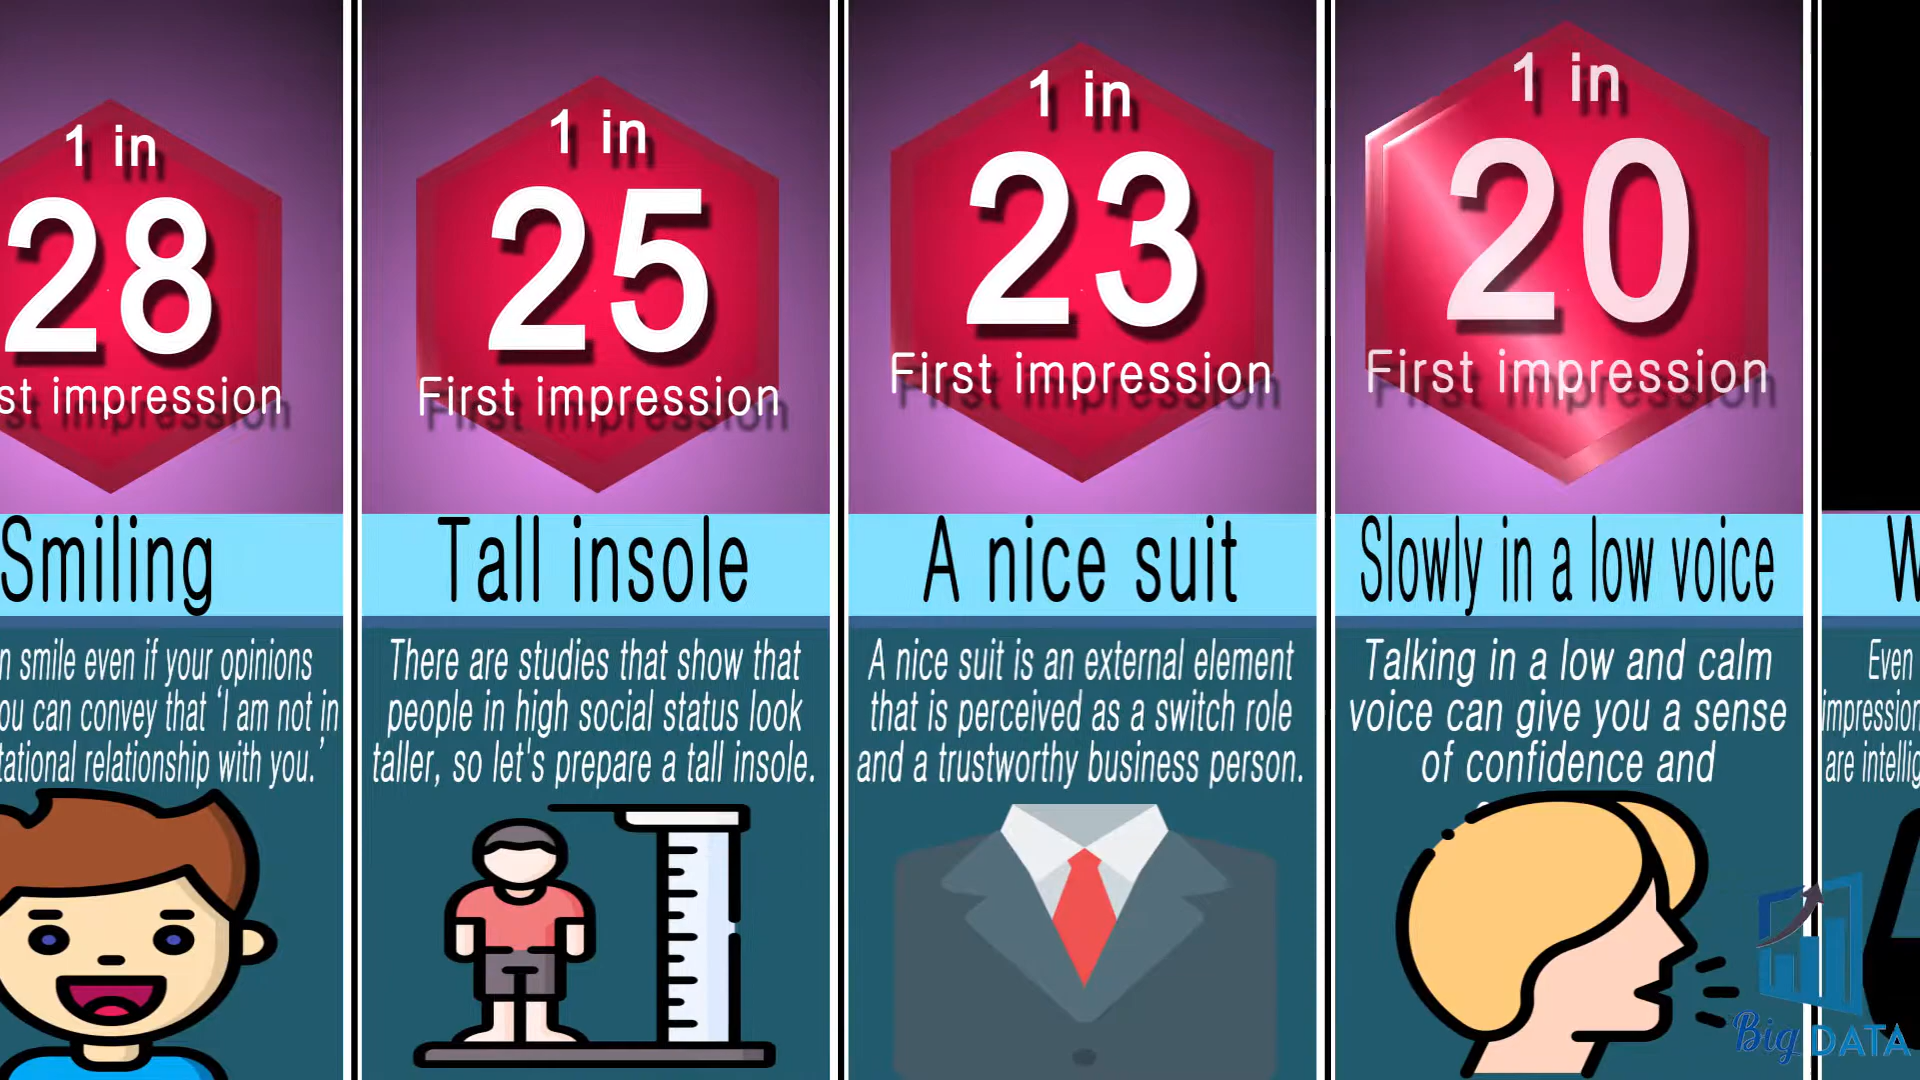 1 in
28
st impression
Smiling
n smile even if your opinions
ou can convey that ‘I am not in
tational relationship with you.’
1 in
25
First impression
Tall insole
There are studies that show that
people in high social status look
taller, so let's prepare a tall insole.
1 in
23
First impression
A nice suit
A nice suit is an external element
that is perceived as a switch role
and a trustworthy business person.
1 in
20
First impression
Slowly in a low voice
Talking in a low and calm
voice can give you a sense
of confidence and
W
Even
impression
are intellig
Big DATA